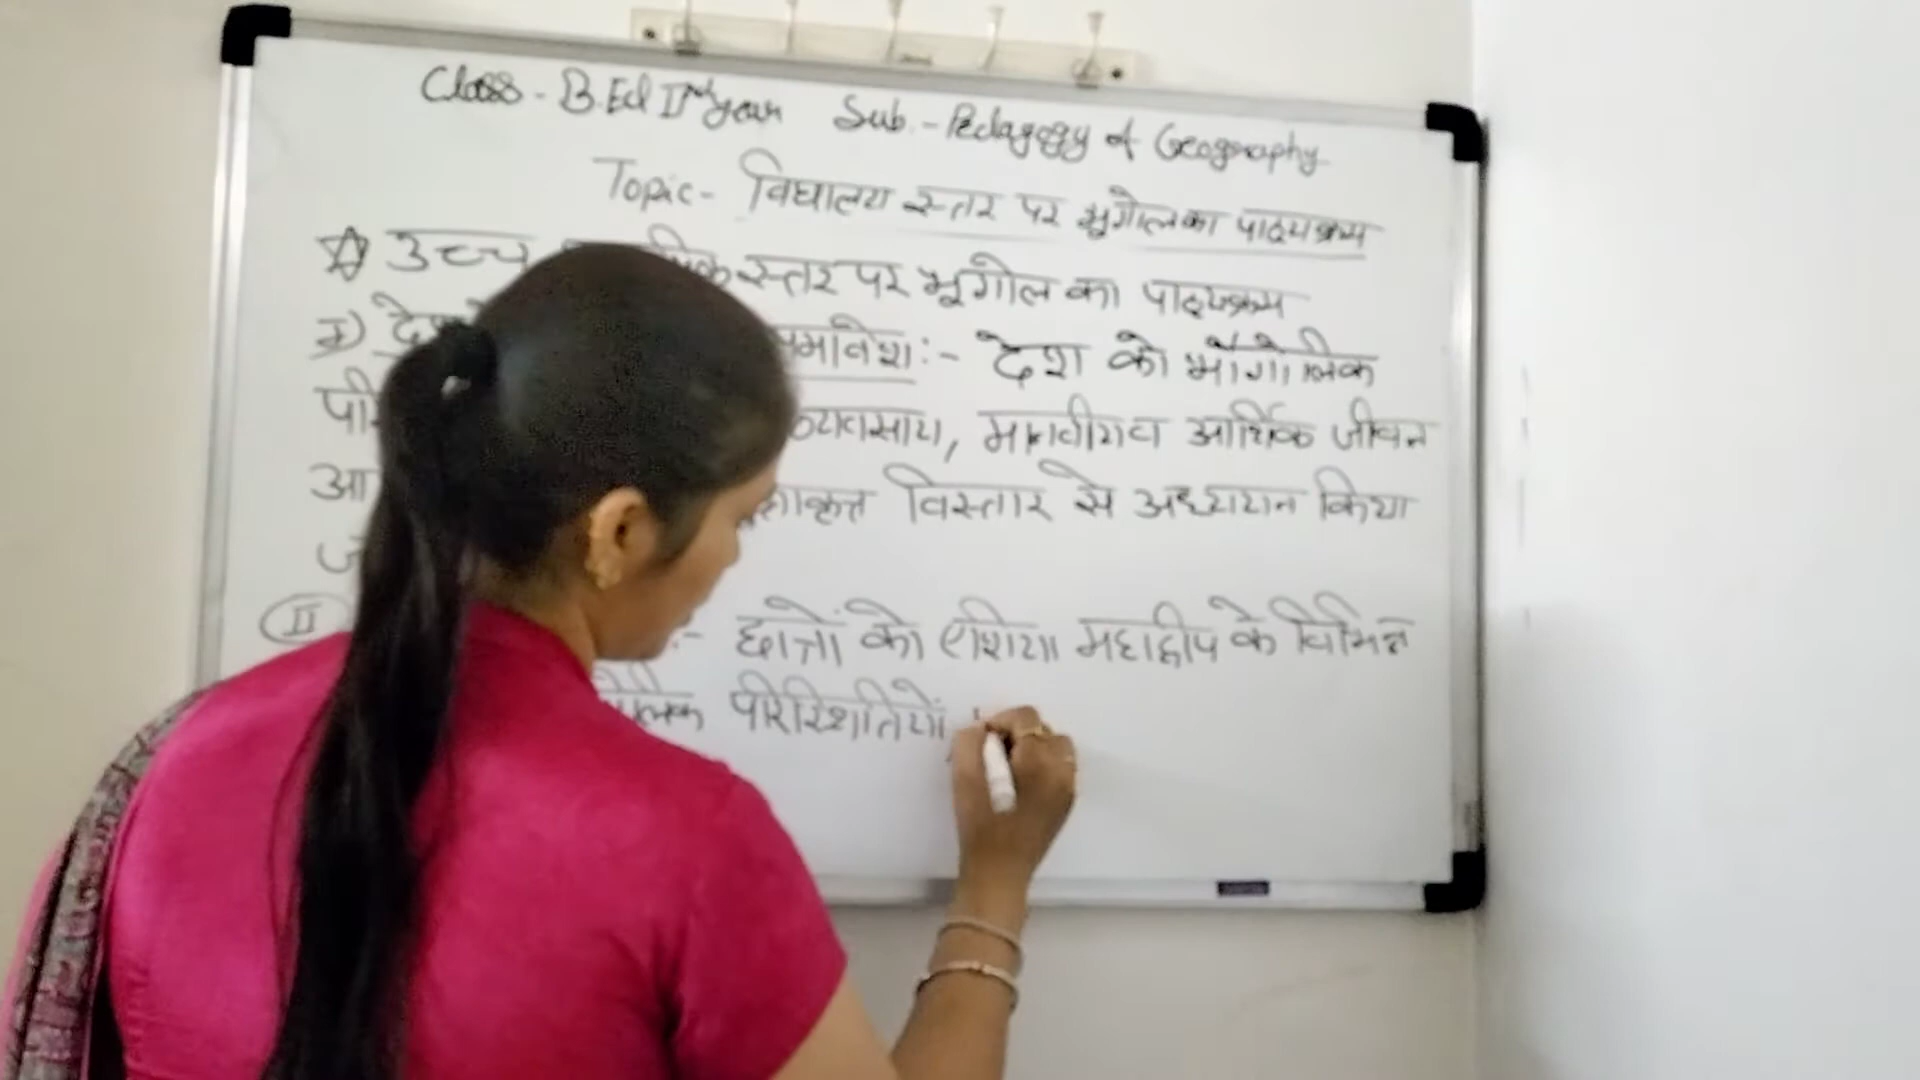 Class - B.Ed IInd year Sub. - Pedagogy of Geography
Topic - विद्यालय स्तर पर भूगोल का पाठ्यक्रम
उच्च स्तर पर भूगोल का पाठ्यक्रम
समावेश :- देश को भौगोलिक
व्यवसाय, मानवीय व आर्थिक जीवन
विस्तार से अध्ययन किया
II :- छात्रों को एशिया महाद्वीप के विभिन्न
परिस्थितियों